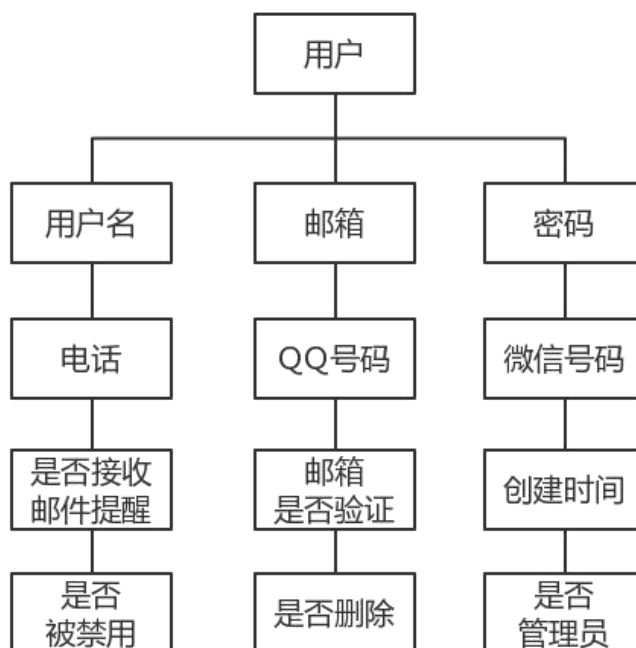 用户
用户名
邮箱
密码
电话
QQ号码
微信号码
是否接收
邮件提醒
邮箱
是否验证
创建时间
是否
被禁用
是否删除
是否
管理员